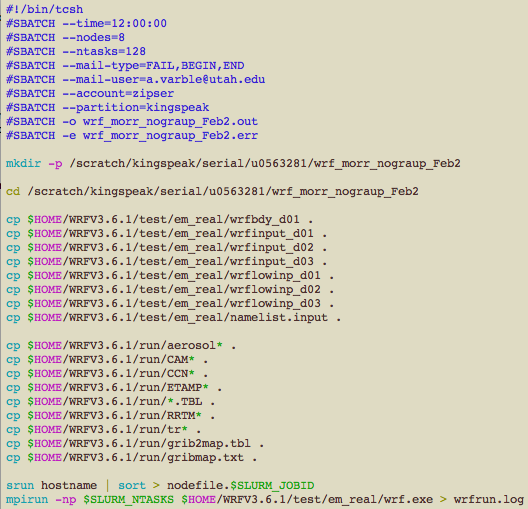 #!/bin/tcsh
#SBATCH --time=12:00:00
#SBATCH --nodes=8
#SBATCH --ntasks=128
#SBATCH --mail-type=FAIL,BEGIN,END
#SBATCH --mail-user=a.varble@utah.edu
#SBATCH --account=zipser
#SBATCH --partition=kingspeak
#SBATCH -o wrf_morr_nograup_Feb2.out
#SBATCH -e wrf_morr_nograup_Feb2.err
mkdir -p /scratch/kingspeak/serial/u0563281/wrf_morr_nograup_Feb2
cd /scratch/kingspeak/serial/u0563281/wrf_morr_nograup_Feb2
cp $HOME/WRFV3.6.1/test/em_real/wrfbdy_d01 .
cp $HOME/WRFV3.6.1/test/em_real/wrfinput_d01 .
cp $HOME/WRFV3.6.1/test/em_real/wrfinput_d02 .
cp $HOME/WRFV3.6.1/test/em_real/wrfinput_d03 .
cp $HOME/WRFV3.6.1/test/em_real/wrflowinp_d01 .
cp $HOME/WRFV3.6.1/test/em_real/wrflowinp_d02 .
cp $HOME/WRFV3.6.1/test/em_real/wrflowinp_d03 .
cp $HOME/WRFV3.6.1/test/em_real/namelist.input .
cp $HOME/WRFV3.6.1/run/aerosol* .
cp $HOME/WRFV3.6.1/run/CAM* .
cp $HOME/WRFV3.6.1/run/CCN* .
cp $HOME/WRFV3.6.1/run/ETAMP* .
cp $HOME/WRFV3.6.1/run/*.TBL .
cp $HOME/WRFV3.6.1/run/RRTM* .
cp $HOME/WRFV3.6.1/run/tr* .
cp $HOME/WRFV3.6.1/run/grib2map.tbl .
cp $HOME/WRFV3.6.1/run/gribmap.txt .
srun hostname | sort > nodefile.$SLURM_JOBID
mpirun -np $SLURM_NTASKS $HOME/WRFV3.6.1/test/em_real/wrf.exe > wrfrun.log